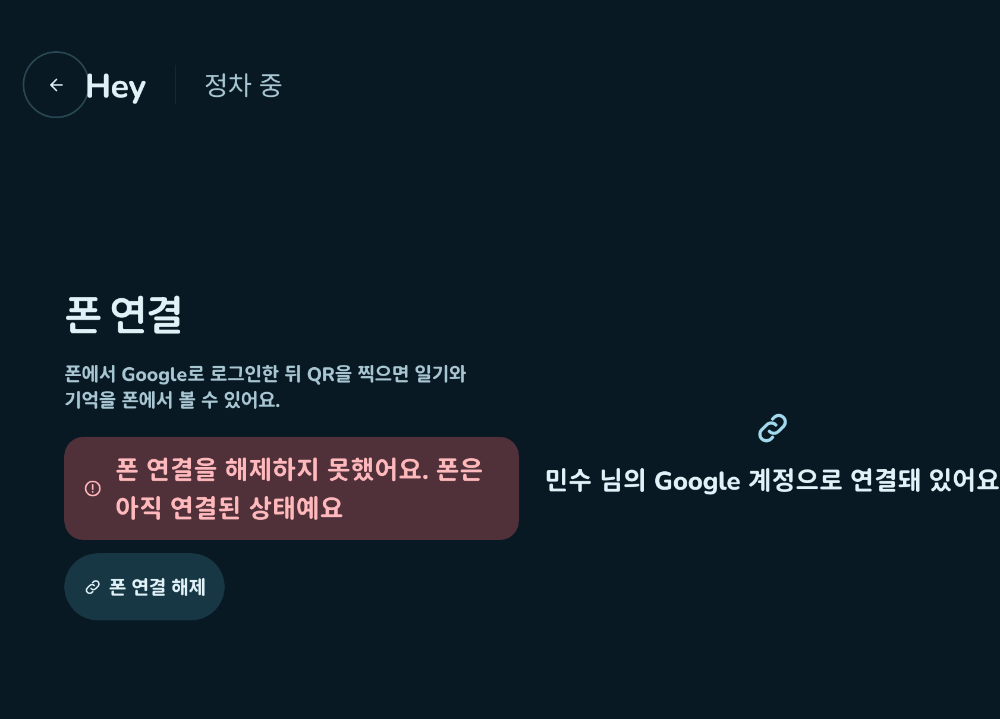 Hey
정차 중
폰 연결
폰에서 Google로 로그인한 뒤 QR을 찍으면 일기와
기억을 폰에서 볼 수 있어요.
폰 연결을 해제하지 못했어요. 폰은
아직 연결된 상태예요
민수 님의 Google 계정으로 연결돼 있어요
폰 연결 해제